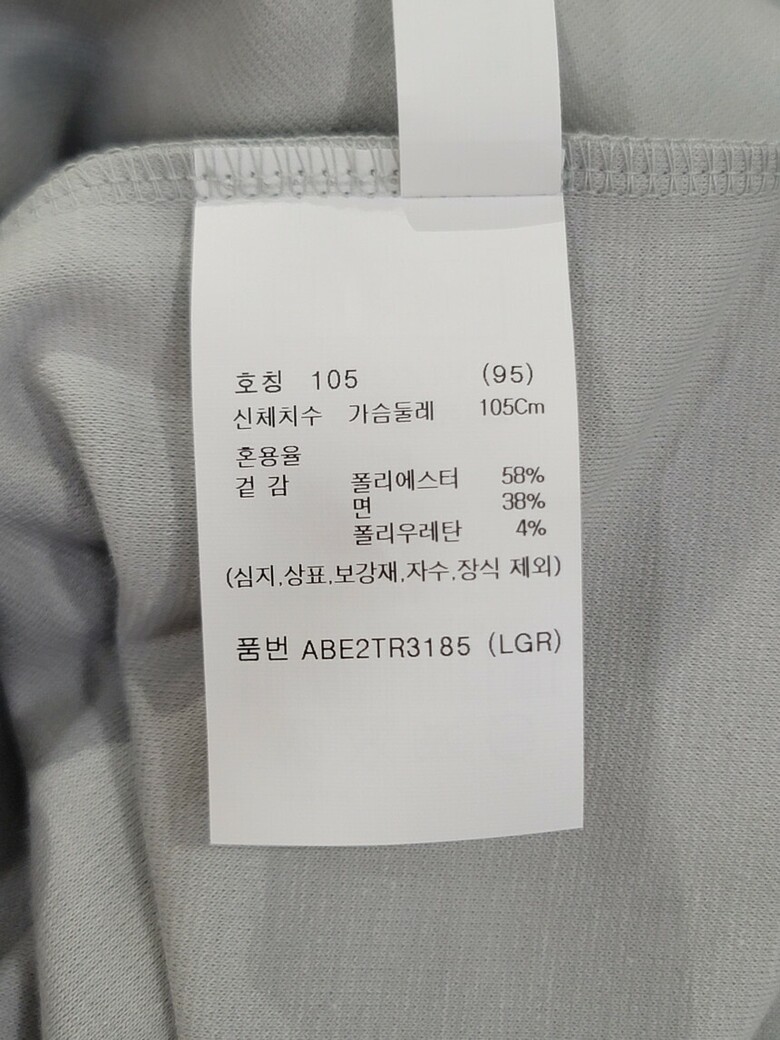 호칭 105 (95)
신체치수 가슴둘레 105Cm
혼용율
겉 감 폴리에스터 58%
면 38%
폴리우레탄 4%
(심지,상표,보강재,자수,장식 제외)
품번 ABE2TR3185 (LGR)